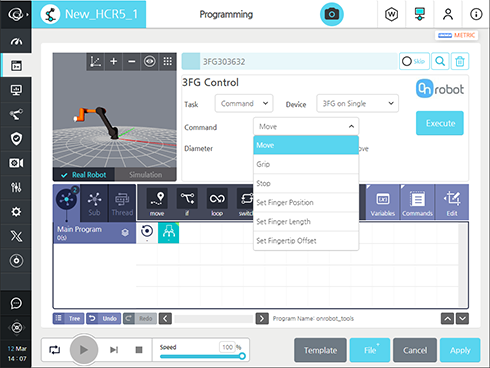 New_HCR5_1
Programming
METRIC
3FG303632
Skip
3FG Control
OnRobot
Task
Command
Device
3FG on Single
Command
Move
Execute
Diameter
Move
Grip
Stop
Set Finger Position
Set Finger Length
Set Fingertip Offset
Real Robot
Simulation
Sub
Thread
move
if
loop
Variables
Commands
Edit
Main Program
0(s)
Tree
Undo
Redo
Program Name: onrobot_tools
12 Mar
14 : 07
Speed
100 %
Template
File
Cancel
Apply